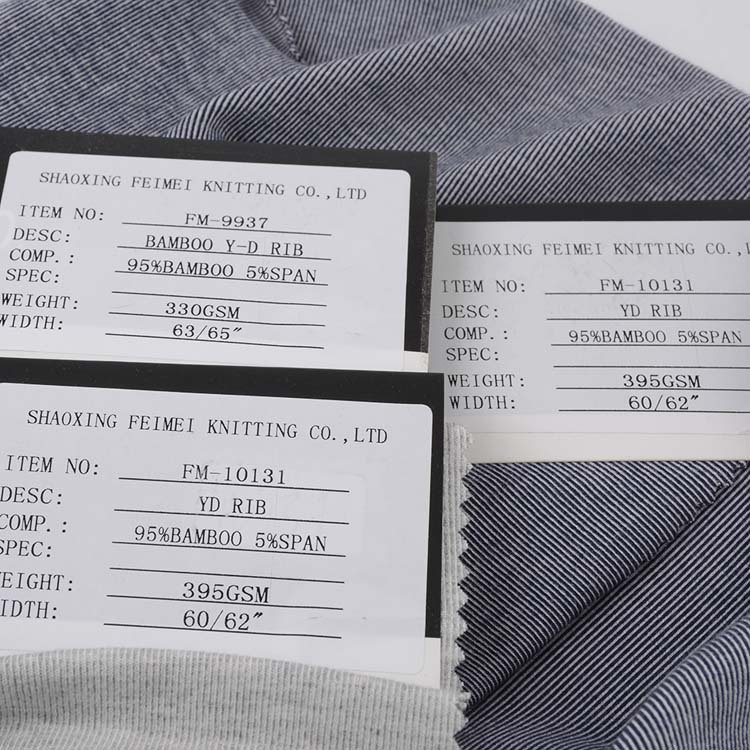 SHAOXING FEIMEI KNITTING CO.,LTD
ITEM NO: FM-9937
DESC: BAMBOO Y-D RIB
COMP.: 95%BAMBOO 5%SPAN
SPEC:
WEIGHT: 330GSM
WIDTH: 63/65″
SHAOXING FEIMEI KNITTING CO.,L
ITEM NO: FM-10131
DESC: YD RIB
COMP.: 95%BAMBOO 5%SPAN
SPEC:
WEIGHT: 395GSM
WIDTH: 60/62″
SHAOXING FEIMEI KNITTING CO.,LTD
ITEM NO: FM-10131
DESC: YD RIB
COMP.: 95%BAMBOO 5%SPAN
SPEC:
EIGHT: 395GSM
IDTH: 60/62″